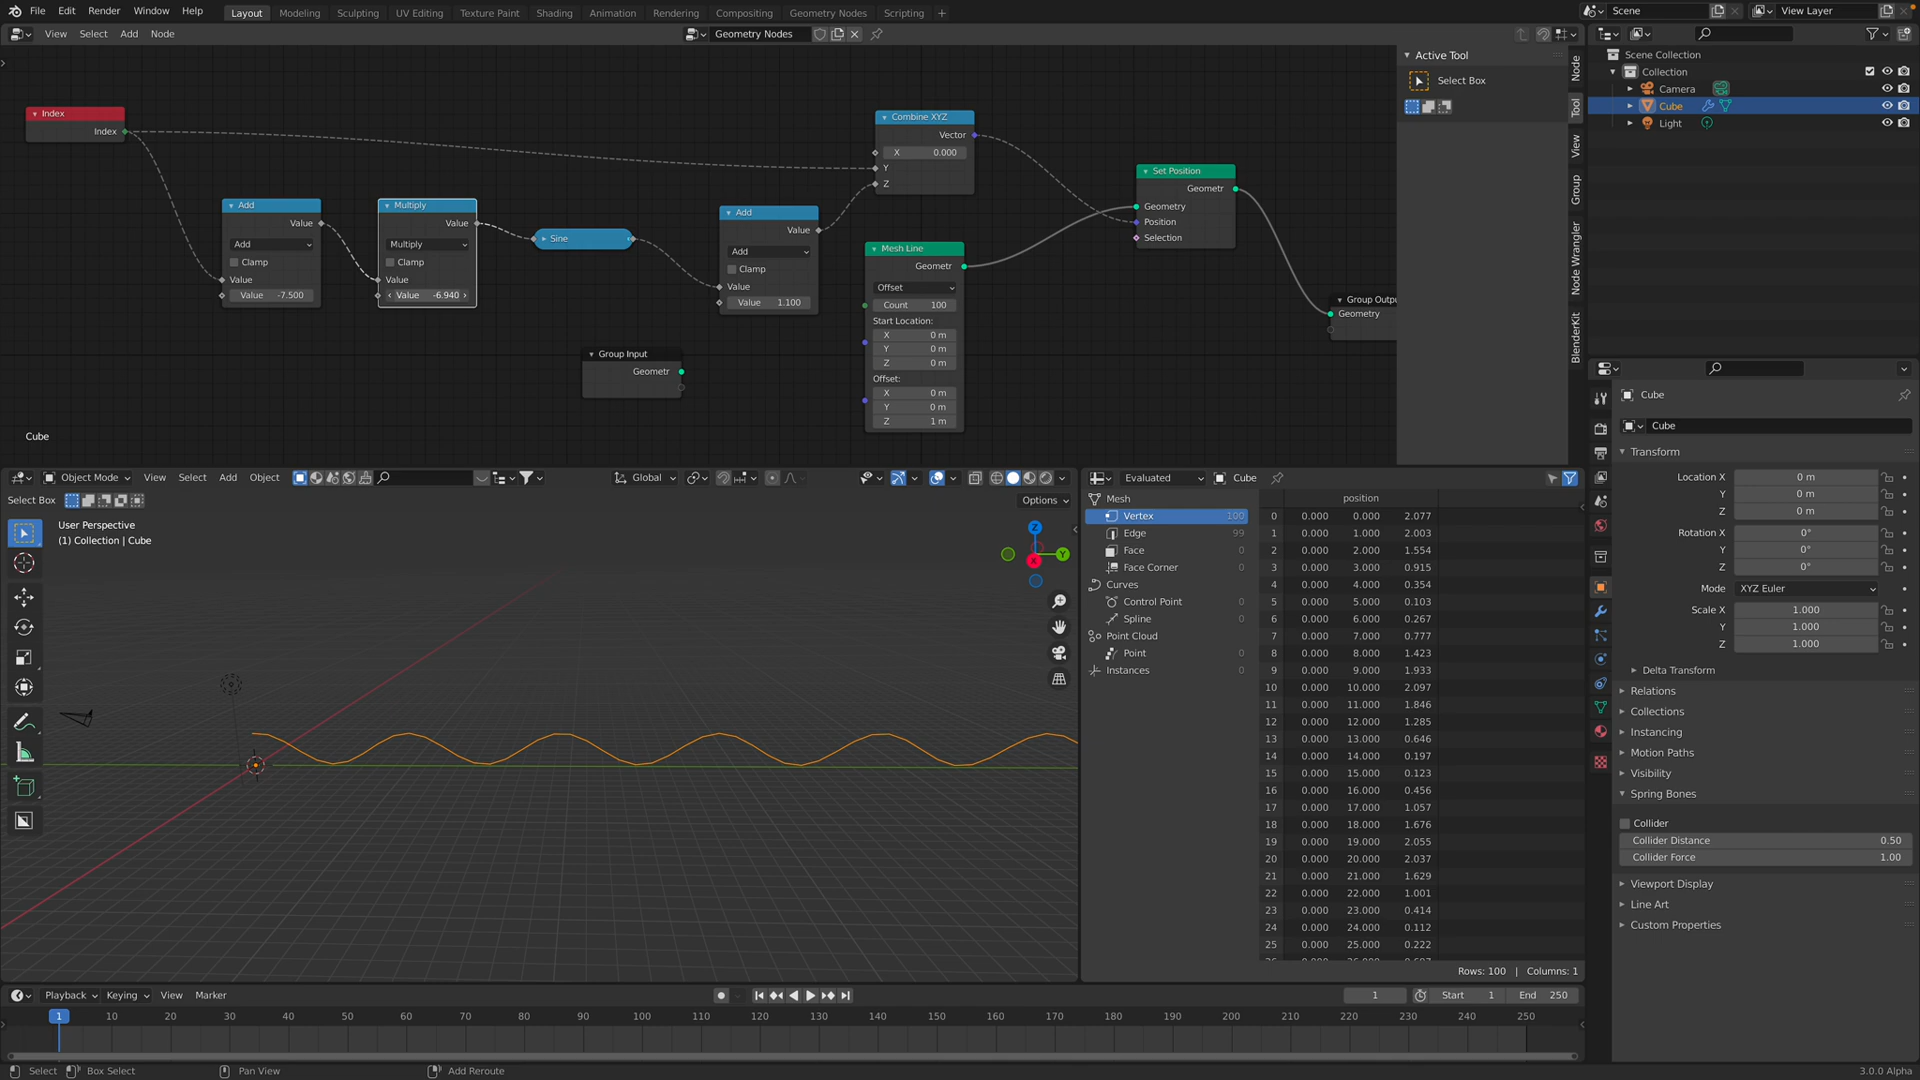 File Edit Render Window Help Layout Modeling Sculpting UV Editing Texture Paint Shading Animation Rendering Compositing Geometry Nodes Scripting + Scene View Layer
View Select Add Node Geometry Nodes
Active Tool
Select Box
Node
Tool
View
Group
Node Wrangler
BlenderKit
Index
Index
Add
Value
Add
Clamp
Value
Value -7.500
Multiply
Value
Multiply
Clamp
Value
Value -6.940
Sine
Add
Value
Add
Clamp
Value
Value 1.100
Group Input
Geometr
Combine XYZ
Vector
X 0.000
Y
Z
Mesh Line
Geometr
Offset
Count 100
Start Location:
X 0 m
Y 0 m
Z 0 m
Offset:
X 0 m
Y 0 m
Z 1 m
Set Position
Geometr
Geometry
Position
Selection
Group Outpu
Geometry
Cube
Scene Collection
Collection
Camera
Cube
Light
Object Mode View Select Add Object Global
Select Box Options
User Perspective
(1) Collection | Cube
Z
Y
X
Evaluated Cube
Mesh
Vertex 100
Edge 99
Face 0
Face Corner 0
Curves
Control Point 0
Spline 0
Point Cloud
Point 0
Instances 0
position
0 0.000 0.000 2.077
1 0.000 1.000 2.003
2 0.000 2.000 1.554
3 0.000 3.000 0.915
4 0.000 4.000 0.354
5 0.000 5.000 0.103
6 0.000 6.000 0.267
7 0.000 7.000 0.777
8 0.000 8.000 1.423
9 0.000 9.000 1.933
10 0.000 10.000 2.097
11 0.000 11.000 1.846
12 0.000 12.000 1.285
13 0.000 13.000 0.646
14 0.000 14.000 0.197
15 0.000 15.000 0.123
16 0.000 16.000 0.456
17 0.000 17.000 1.057
18 0.000 18.000 1.676
19 0.000 19.000 2.055
20 0.000 20.000 2.037
21 0.000 21.000 1.629
22 0.000 22.000 1.001
23 0.000 23.000 0.414
24 0.000 24.000 0.112
25 0.000 25.000 0.222
Rows: 100 | Columns: 1
Cube
Cube
Transform
Location X 0 m
Y 0 m
Z 0 m
Rotation X 0°
Y 0°
Z 0°
Mode XYZ Euler
Scale X 1.000
Y 1.000
Z 1.000
Delta Transform
Relations
Collections
Instancing
Motion Paths
Visibility
Spring Bones
Collider
Collider Distance 0.50
Collider Force 1.00
Viewport Display
Line Art
Custom Properties
Playback Keying View Marker 1 Start 1 End 250
1 10 20 30 40 50 60 70 80 90 100 110 120 130 140 150 160 170 180 190 200 210 220 230 240 250
Select Box Select Pan View Add Reroute 3.0.0 Alpha